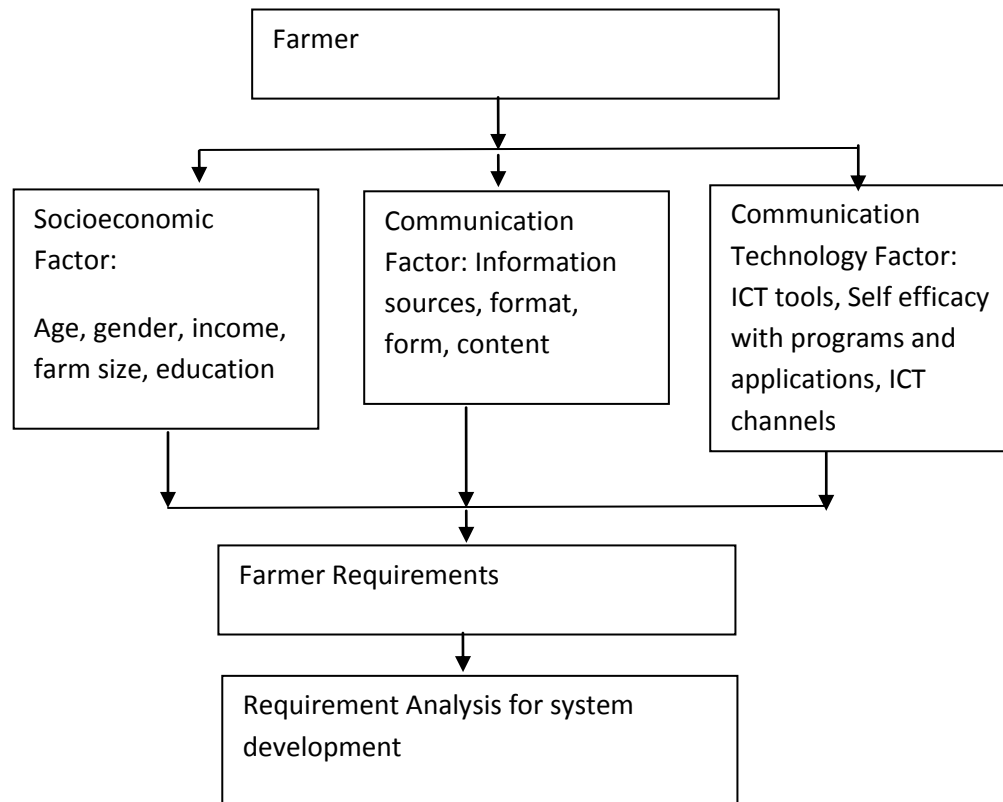 Farmer
Socioeconomic
Factor:
Age, gender, income,
farm size, education
Communication
Factor: Information
sources, format,
form, content
Communication
Technology Factor:
ICT tools, Self efficacy
with programs and
applications, ICT
channels
Farmer Requirements
Requirement Analysis for system
development